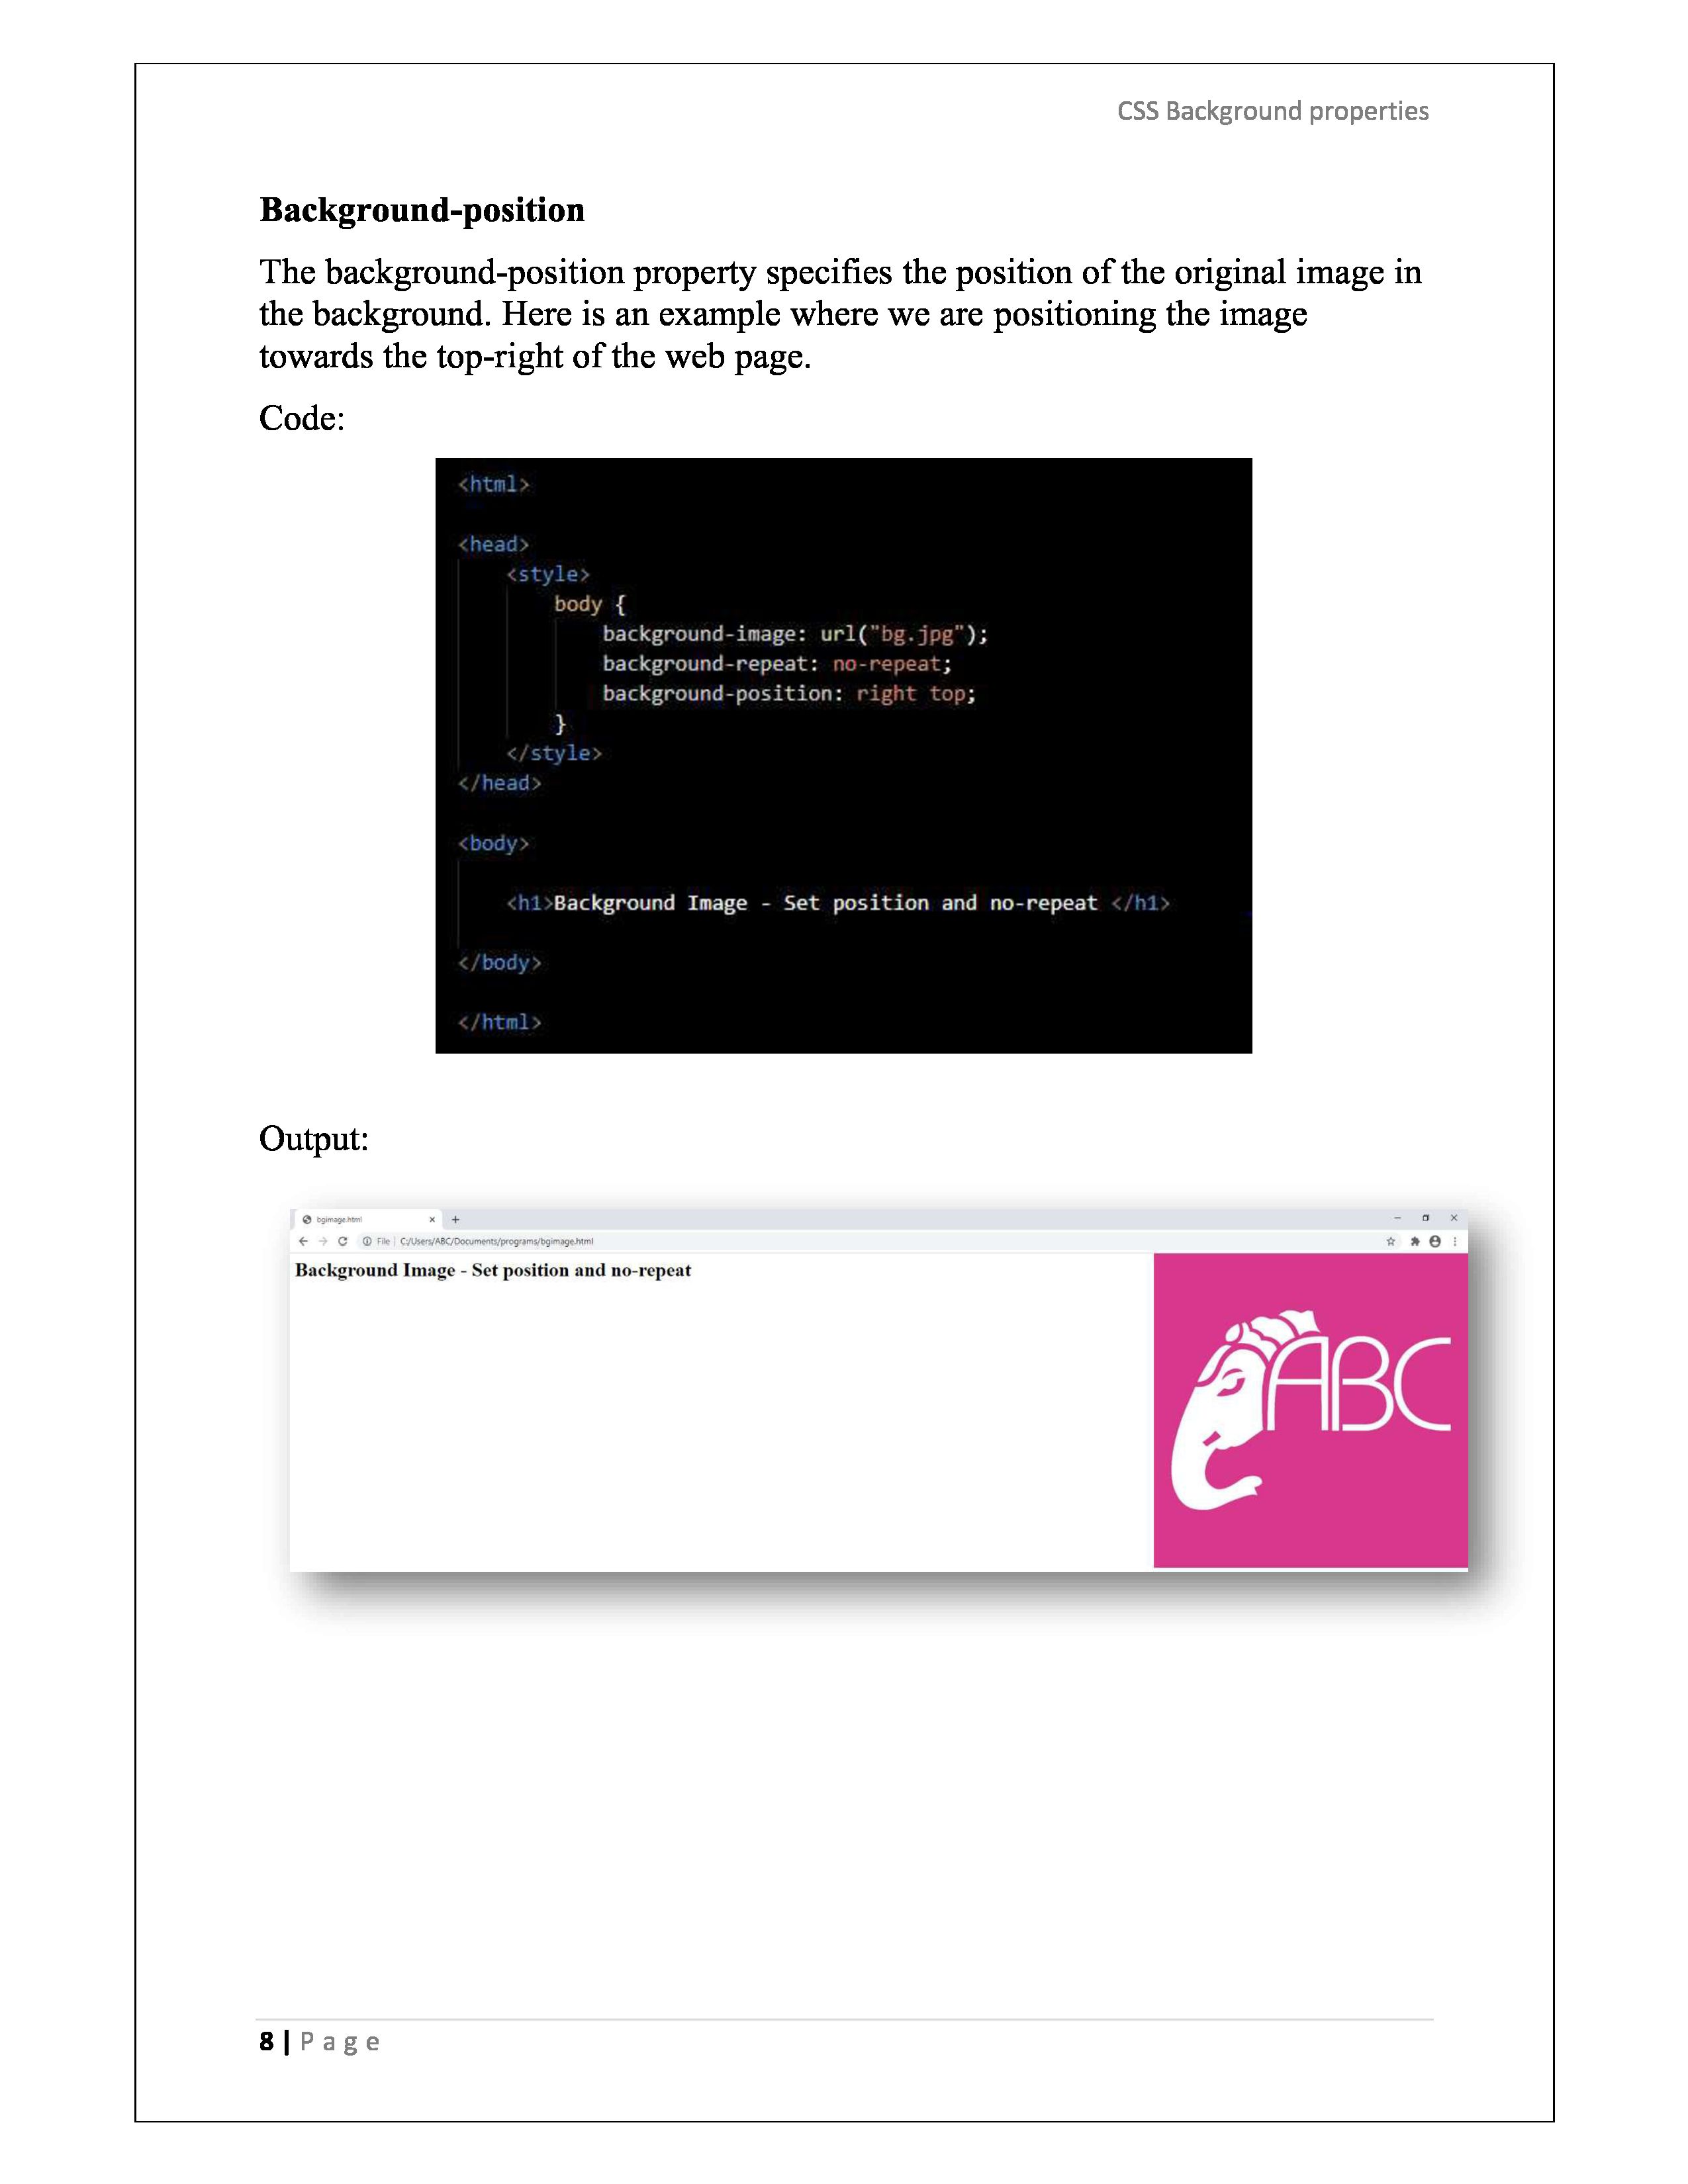 CSS Background properties
Background-position
The background-position property specifies the position of the original image in
the background. Here is an example where we are positioning the image
towards the top-right of the web page.
Code:
<html>
<head>
<style>
body {
background-image: url("bg.jpg");
background-repeat: no-repeat;
background-position: right top;
}
</style>
</head>
<body>
<h1>Background Image - Set position and no-repeat </h1>
</body>
</html>
Output:
bgimage.html
File | C:/Users/ABC/Documents/programs/bgimage.html
Background Image - Set position and no-repeat
ABC
8 | Page